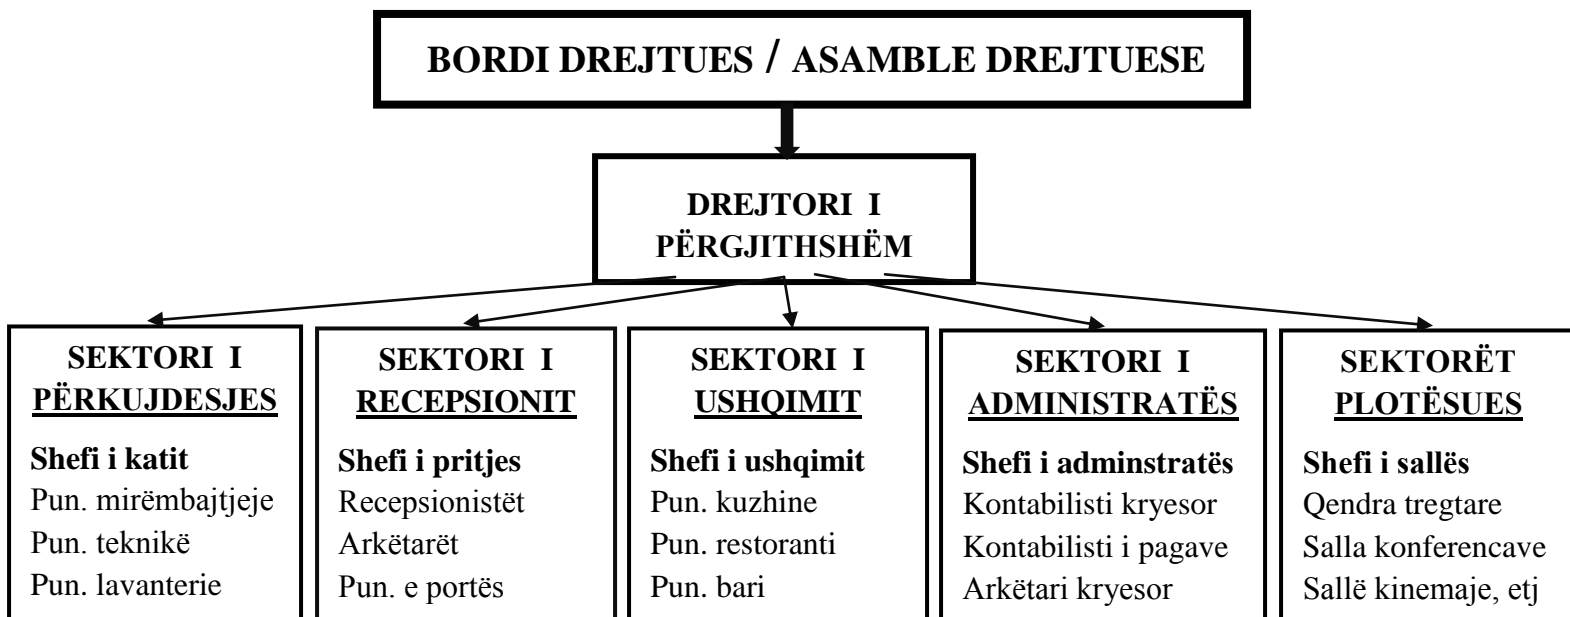 BORDI DREJTUES / ASAMBLE DREJTUESE
DREJTORI I
PËRGJITHSHËM
SEKTORI I
PËRKUJDESJES
Shefi i katit
Pun. mirëmbajtjeje
Pun. teknikë
Pun. lavanterie
SEKTORI I
RECEPSIONIT
Shefi i pritjes
Recepsionistët
Arkëtarët
Pun. e portës
SEKTORI I
USHQIMIT
Shefi i ushqimit
Pun. kuzhine
Pun. restoranti
Pun. bari
SEKTORI I
ADMINISTRATËS
Shefi i adminstratës
Kontabilisti kryesor
Kontabilisti i pagave
Arkëtari kryesor
SEKTORËT
PLOTËSUES
Shefi i sallës
Qendra tregtare
Salla konferencave
Sallë kinemaje, etj